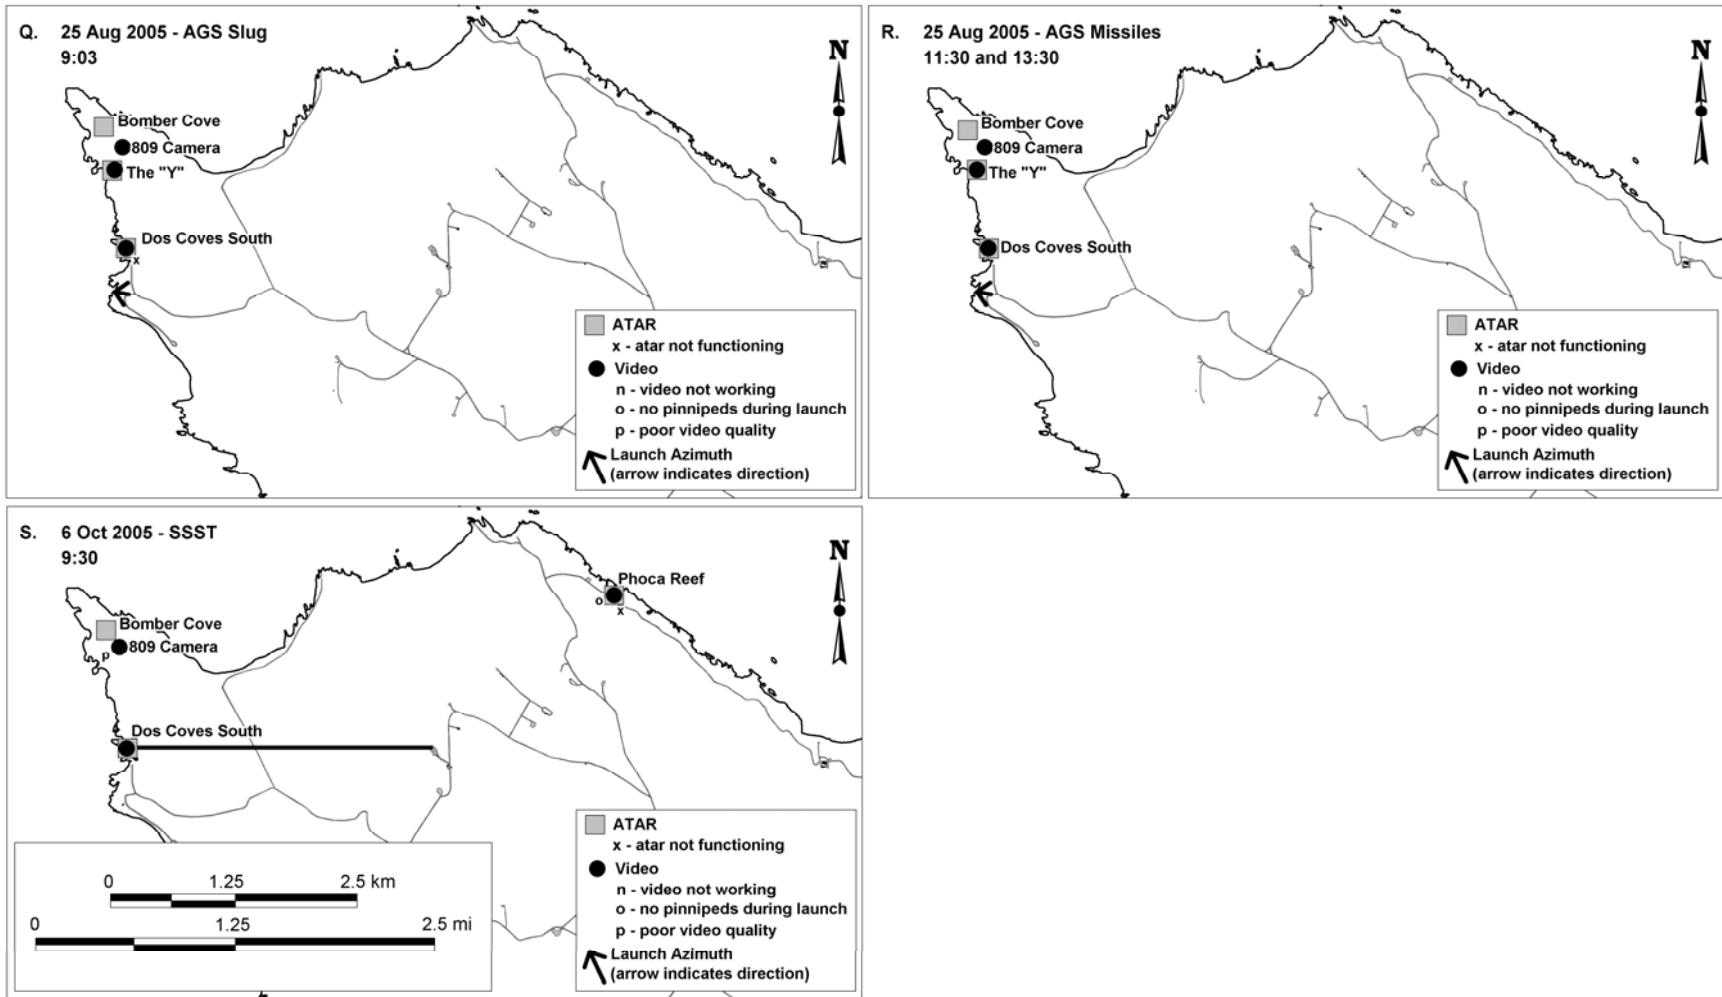 Q. 25 Aug 2005 - AGS Slug
9:03
N
Bomber Cove
809 Camera
The "Y"
Dos Coves South
x
ATAR
x - atar not functioning
Video
n - video not working
o - no pinnipeds during launch
p - poor video quality
Launch Azimuth
(arrow indicates direction)
R. 25 Aug 2005 - AGS Missiles
11:30 and 13:30
N
Bomber Cove
809 Camera
The "Y"
Dos Coves South
ATAR
x - atar not functioning
Video
n - video not working
o - no pinnipeds during launch
p - poor video quality
Launch Azimuth
(arrow indicates direction)
S. 6 Oct 2005 - SSST
9:30
N
Phoca Reef
o
x
Bomber Cove
809 Camera
p
Dos Coves South
0 1.25 2.5 km
0 1.25 2.5 mi
ATAR
x - atar not functioning
Video
n - video not working
o - no pinnipeds during launch
p - poor video quality
Launch Azimuth
(arrow indicates direction)